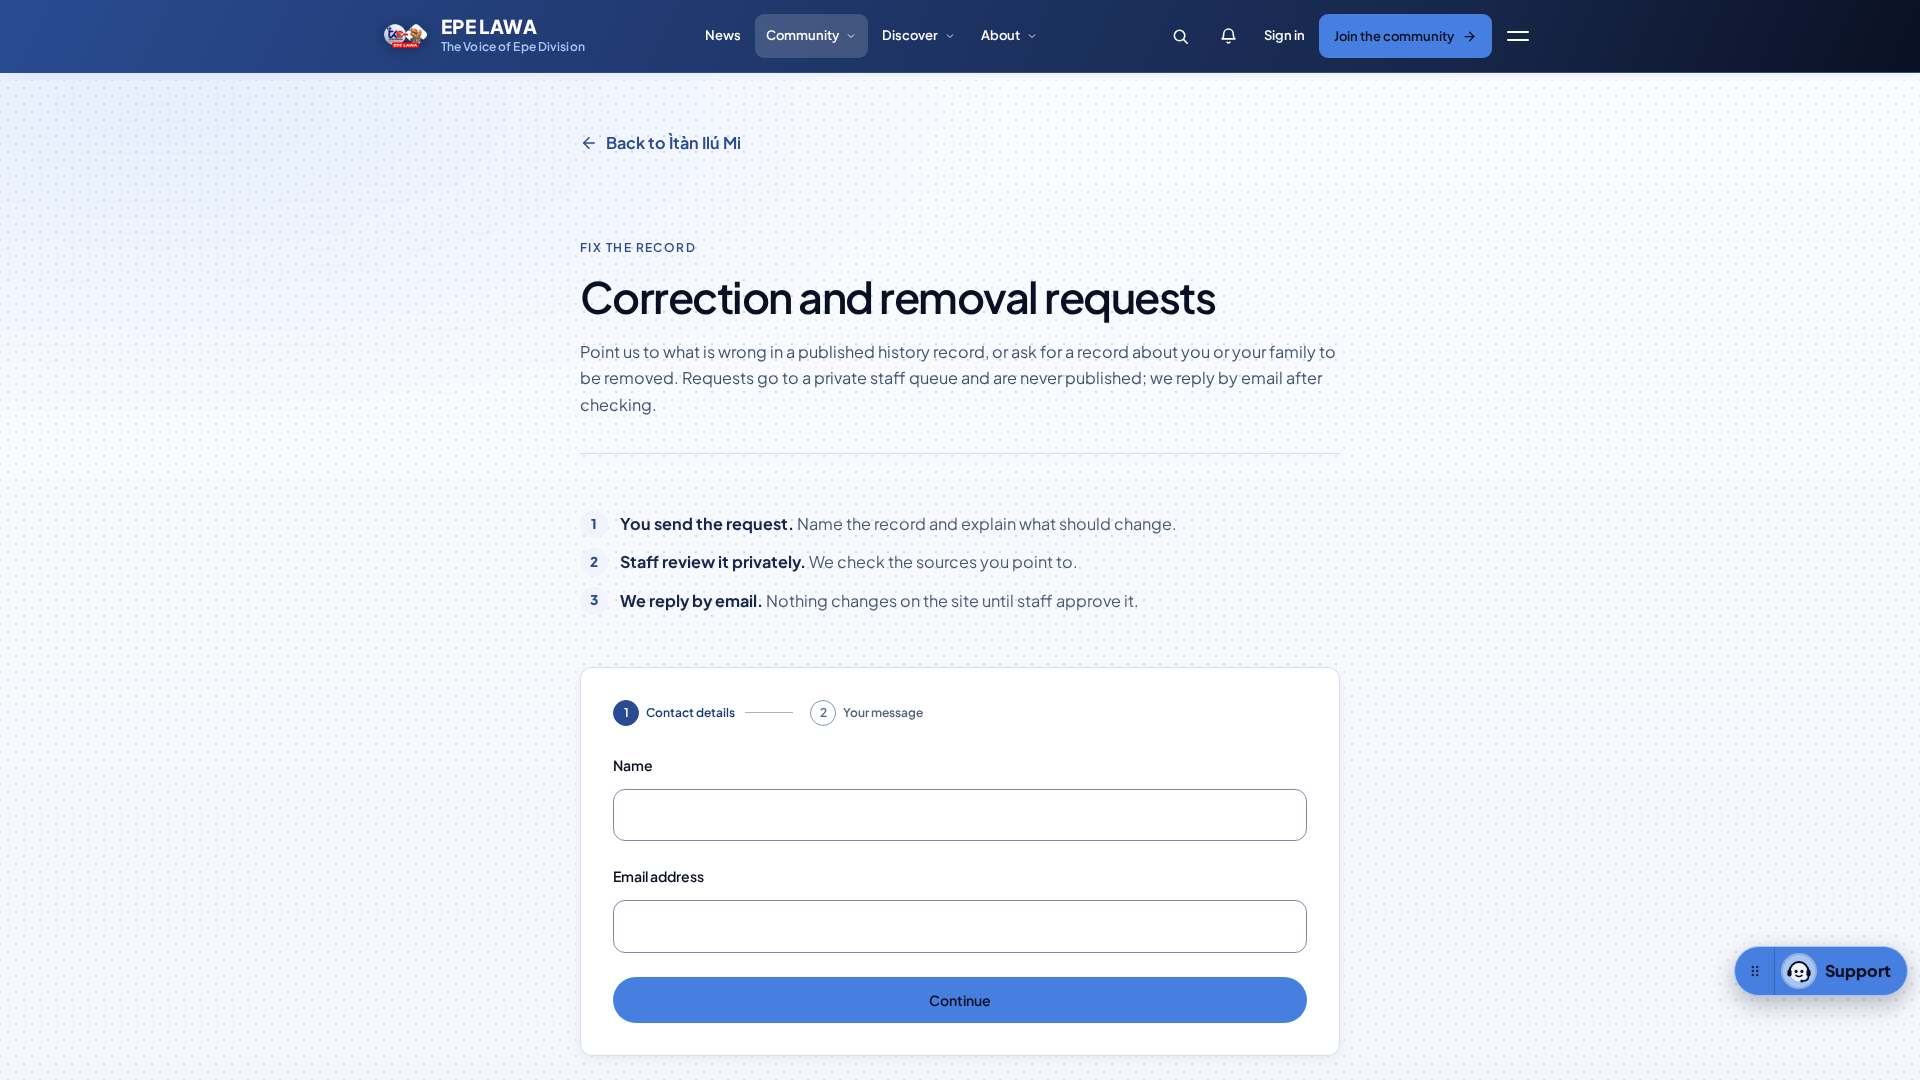 EPE LAWA
The Voice of Epe Division
News
Community
Discover
About
Sign in
Join the community
Back to Ìtàn Ilú Mi
FIX THE RECORD
Correction and removal requests
Point us to what is wrong in a published history record, or ask for a record about you or your family to
be removed. Requests go to a private staff queue and are never published; we reply by email after
checking.
1 You send the request. Name the record and explain what should change.
2 Staff review it privately. We check the sources you point to.
3 We reply by email. Nothing changes on the site until staff approve it.
1 Contact details
2 Your message
Name
Email address
Continue
Support